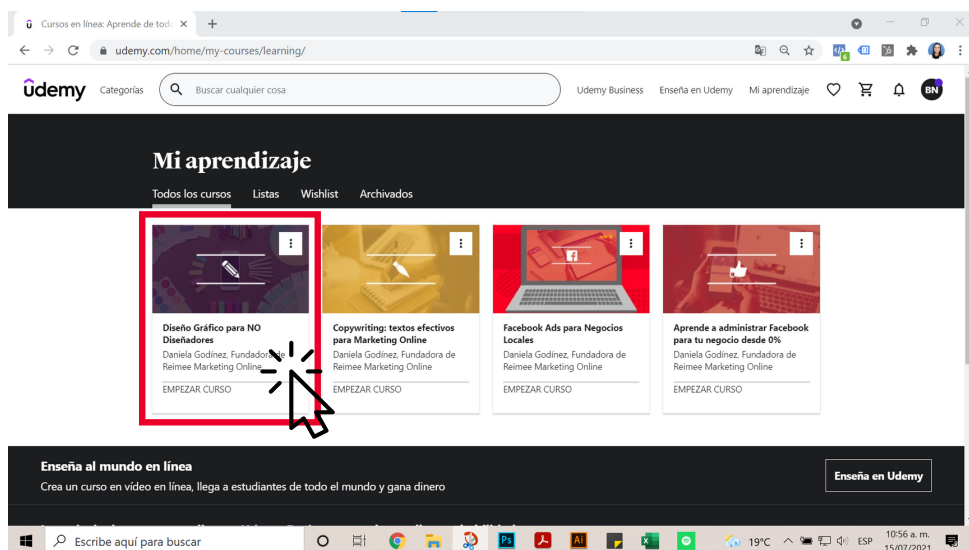 Cursos en línea: Aprende de tod
udemy.com/home/my-courses/learning/
6
ûdemy
Categorías
Buscar cualquier cosa
Udemy Business
Enseña en Udemy
Mi aprendizaje
BN
Mi aprendizaje
Todos los cursos
Listas
Wishlist
Archivados
Diseño Gráfico para NO
Diseñadores
Daniela Godínez, Fundadora de
Reimee Marketing Online
EMPEZAR CURSO
Copywriting: textos efectivos
para Marketing Online
Daniela Godínez, Fundadora de
Reimee Marketing Online
EMPEZAR CURSO
Facebook Ads para Negocios
Locales
Daniela Godínez, Fundadora de
Reimee Marketing Online
EMPEZAR CURSO
Aprende a administrar Facebook
para tu negocio desde 0%
Daniela Godínez, Fundadora de
Reimee Marketing Online
EMPEZAR CURSO
Enseña al mundo en línea
Crea un curso en vídeo en línea, llega a estudiantes de todo el mundo y gana dinero
Enseña en Udemy
Escribe aquí para buscar
Ps
Ai
19°C
ESP
10:56 a. m.
15/07/2021